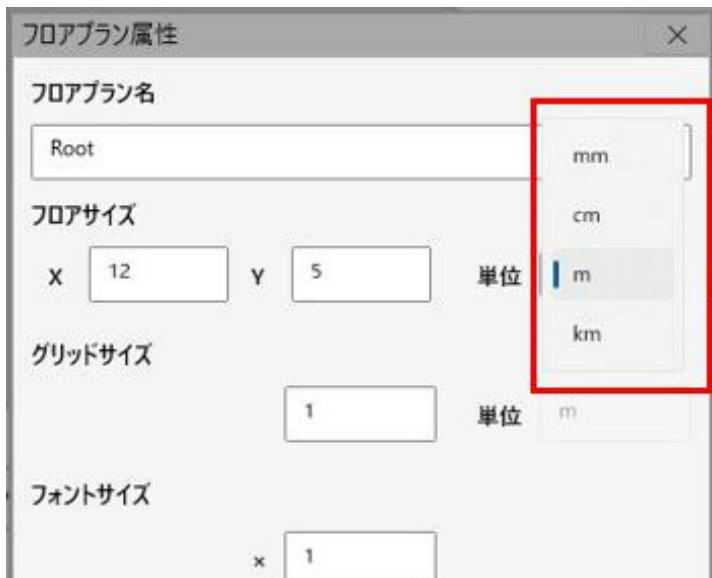 フロアプラン属性
フロアプラン名
Root
mm
フロアサイズ
cm
X 12 Y 5 単位 m
km
グリッドサイズ
1 単位 m
フォントサイズ
× 1